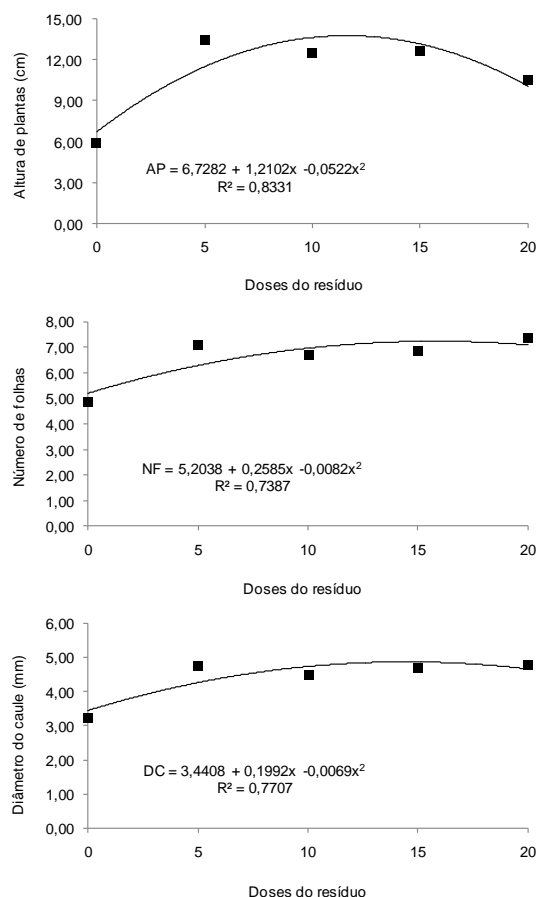 Altura de plantas (cm)
15,00
12,00
9,00
6,00
3,00
0,00
AP = 6,7282 + 1,2102x -0,0522x²
R² = 0,8331
0 5 10 15 20
Doses do resíduo
Número de folhas
8,00
7,00
6,00
5,00
4,00
3,00
2,00
1,00
0,00
NF = 5,2038 + 0,2585x -0,0082x²
R² = 0,7387
0 5 10 15 20
Doses do resíduo
Diâmetro do caule (mm)
6,00
5,00
4,00
3,00
2,00
1,00
0,00
DC = 3,4408 + 0,1992x -0,0069x²
R² = 0,7707
0 5 10 15 20
Doses do resíduo